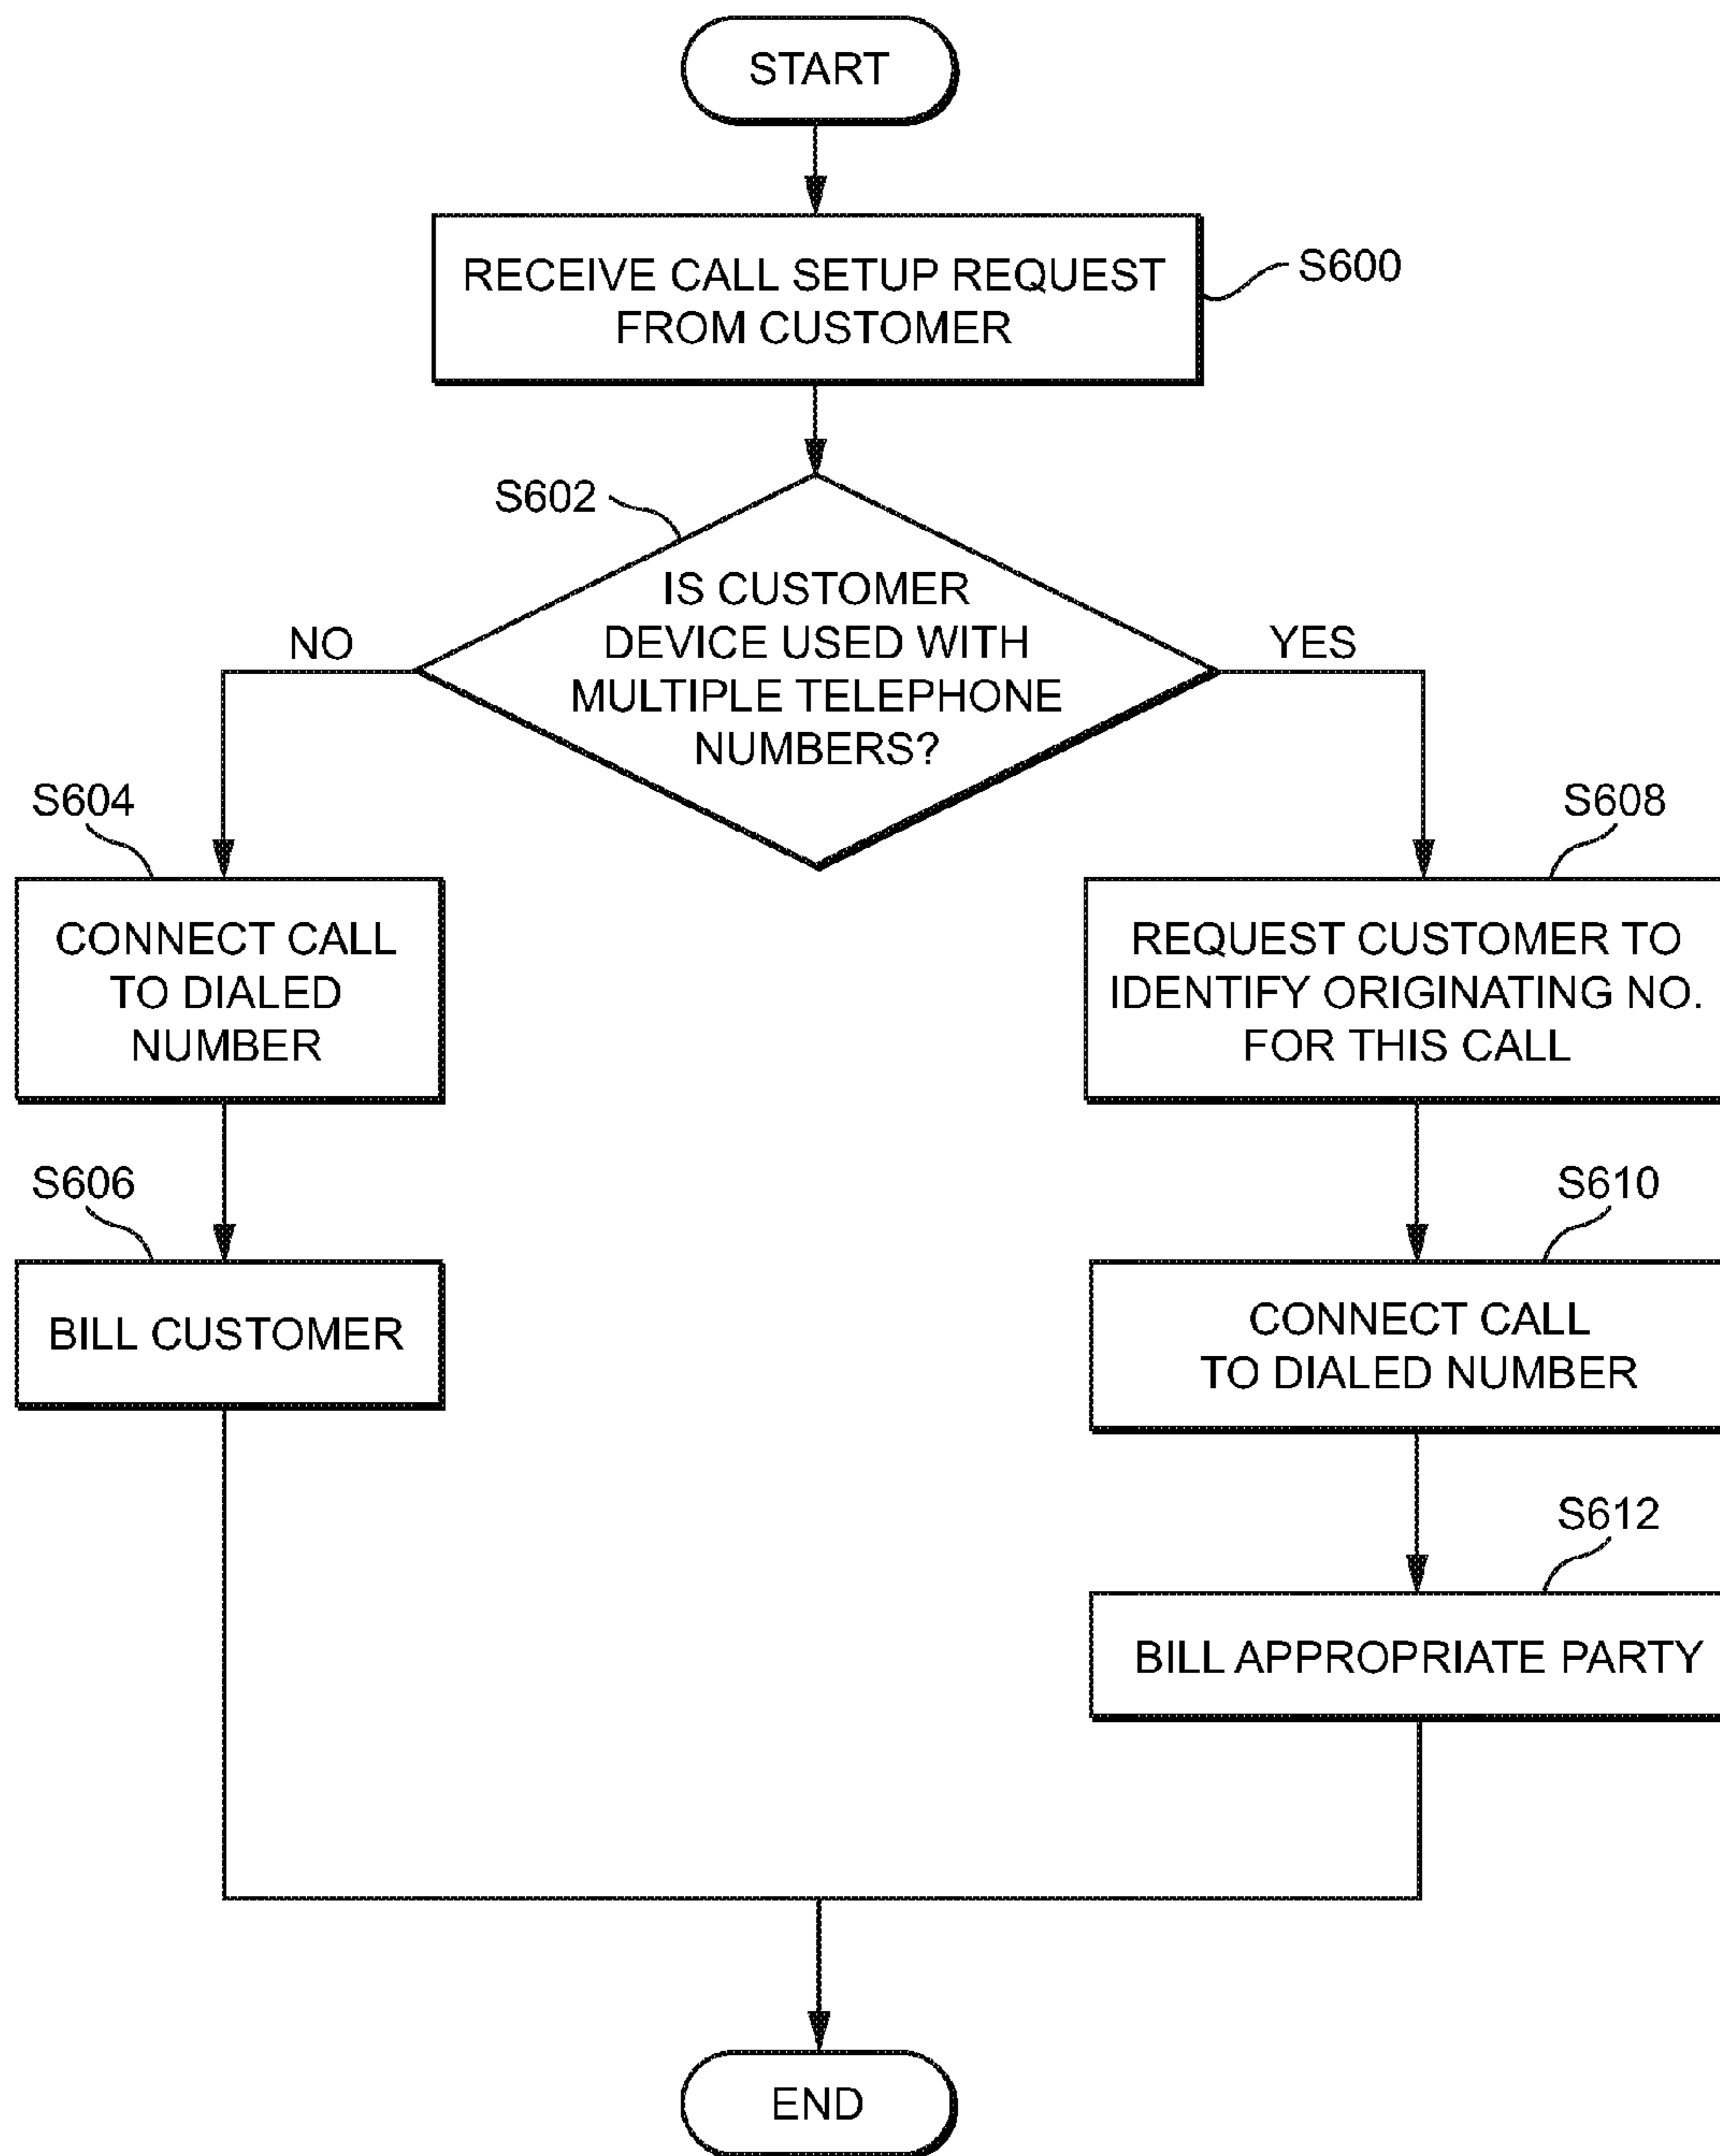 START
RECEIVE CALL SETUP REQUEST
FROM CUSTOMER
S600
S602
IS CUSTOMER
DEVICE USED WITH
MULTIPLE TELEPHONE
NUMBERS?
NO
YES
S604
CONNECT CALL
TO DIALED
NUMBER
S606
BILL CUSTOMER
S608
REQUEST CUSTOMER TO
IDENTIFY ORIGINATING NO.
FOR THIS CALL
S610
CONNECT CALL
TO DIALED NUMBER
S612
BILL APPROPRIATE PARTY
END